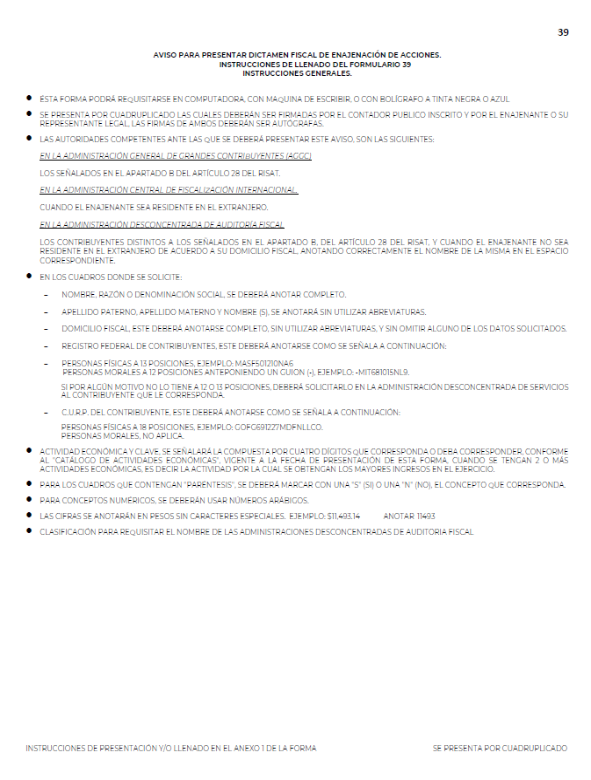 39
AVISO PARA PRESENTAR DICTAMEN FISCAL DE ENAJENACIÓN DE ACCIONES.
INSTRUCCIONES DE LLENADO DEL FORMULARIO 39
INSTRUCCIONES GENERALES.
● ÉSTA FORMA PODRÁ REQUISITARSE EN COMPUTADORA, CON MAQUINA DE ESCRIBIR, O CON BOLÍGRAFO A TINTA NEGRA O AZUL
● SE PRESENTA POR CUADRUPLICADO LAS CUALES DEBERÁN SER FIRMADAS POR EL CONTADOR PUBLICO INSCRITO Y POR EL ENAJENANTE O SU
REPRESENTANTE LEGAL, LAS FIRMAS DE AMBOS DEBERÁN SER AUTÓGRAFAS.
● LAS AUTORIDADES COMPETENTES ANTE LAS QUE SE DEBERÁ PRESENTAR ESTE AVISO, SON LAS SIGUIENTES:
EN LA ADMINISTRACIÓN GENERAL DE GRANDES CONTRIBUYENTES (AGGC)
LOS SEÑALADOS EN EL APARTADO B DEL ARTÍCULO 28 DEL RISAT.
EN LA ADMINISTRACIÓN CENTRAL DE FISCALIZACIÓN INTERNACIONAL.
CUANDO EL ENAJENANTE SEA RESIDENTE EN EL EXTRANJERO.
EN LA ADMINISTRACIÓN DESCONCENTRADA DE AUDITORÍA FISCAL
LOS CONTRIBUYENTES DISTINTOS A LOS SEÑALADOS EN EL APARTADO B, DEL ARTÍCULO 28 DEL RISAT, Y CUANDO EL ENAJENANTE NO SEA
RESIDENTE EN EL EXTRANJERO DE ACUERDO A SU DOMICILIO FISCAL, ANOTANDO CORRECTAMENTE EL NOMBRE DE LA MISMA EN EL ESPACIO
CORRESPONDIENTE.
● EN LOS CUADROS DONDE SE SOLICITE:
– NOMBRE, RAZÓN O DENOMINACIÓN SOCIAL, SE DEBERÁ ANOTAR COMPLETO.
– APELLIDO PATERNO, APELLIDO MATERNO Y NOMBRE (S), SE ANOTARÁ SIN UTILIZAR ABREVIATURAS.
– DOMICILIO FISCAL, ESTE DEBERÁ ANOTARSE COMPLETO, SIN UTILIZAR ABREVIATURAS, Y SIN OMITIR ALGUNO DE LOS DATOS SOLICITADOS.
– REGISTRO FEDERAL DE CONTRIBUYENTES, ESTE DEBERÁ ANOTARSE COMO SE SEÑALA A CONTINUACIÓN:
– PERSONAS FÍSICAS A 13 POSICIONES, EJEMPLO: MASF501210NA6
PERSONAS MORALES A 12 POSICIONES ANTEPONIENDO UN GUION (-), EJEMPLO: -MIT681015NL9.
SI POR ALGÚN MOTIVO NO LO TIENE A 12 O 13 POSICIONES, DEBERÁ SOLICITARLO EN LA ADMINISTRACIÓN DESCONCENTRADA DE SERVICIOS
AL CONTRIBUYENTE QUE LE CORRESPONDA.
– C.U.R.P. DEL CONTRIBUYENTE, ESTE DEBERÁ ANOTARSE COMO SE SEÑALA A CONTINUACIÓN:
PERSONAS FÍSICAS A 18 POSICIONES, EJEMPLO: GOFG691227MDFNLLCO.
PERSONAS MORALES, NO APLICA.
● ACTIVIDAD ECONÓMICA Y CLAVE, SE SEÑALARÁ LA COMPUESTA POR CUATRO DÍGITOS QUE CORRESPONDA O DEBA CORRESPONDER, CONFORME
AL "CATÁLOGO DE ACTIVIDADES ECONÓMICAS", VIGENTE A LA FECHA DE PRESENTACIÓN DE ESTA FORMA, CUANDO SE TENGAN 2 O MÁS
ACTIVIDADES ECONÓMICAS, ES DECIR LA ACTIVIDAD POR LA CUAL SE OBTENGAN LOS MAYORES INGRESOS EN EL EJERCICIO.
● PARA LOS CUADROS QUE CONTENGAN "PARÉNTESIS", SE DEBERÁ MARCAR CON UNA "S" (SI) O UNA "N" (NO), EL CONCEPTO QUE CORRESPONDA.
● PARA CONCEPTOS NUMÉRICOS, SE DEBERÁN USAR NÚMEROS ARÁBIGOS.
● LAS CIFRAS SE ANOTARÁN EN PESOS SIN CARACTERES ESPECIALES. EJEMPLO: $11,493.14 ANOTAR 11493
● CLASIFICACIÓN PARA REQUISITAR EL NOMBRE DE LAS ADMINISTRACIONES DESCONCENTRADAS DE AUDITORIA FISCAL
INSTRUCCIONES DE PRESENTACIÓN Y/O LLENADO EN EL ANEXO 1 DE LA FORMA SE PRESENTA POR CUADRUPLICADO